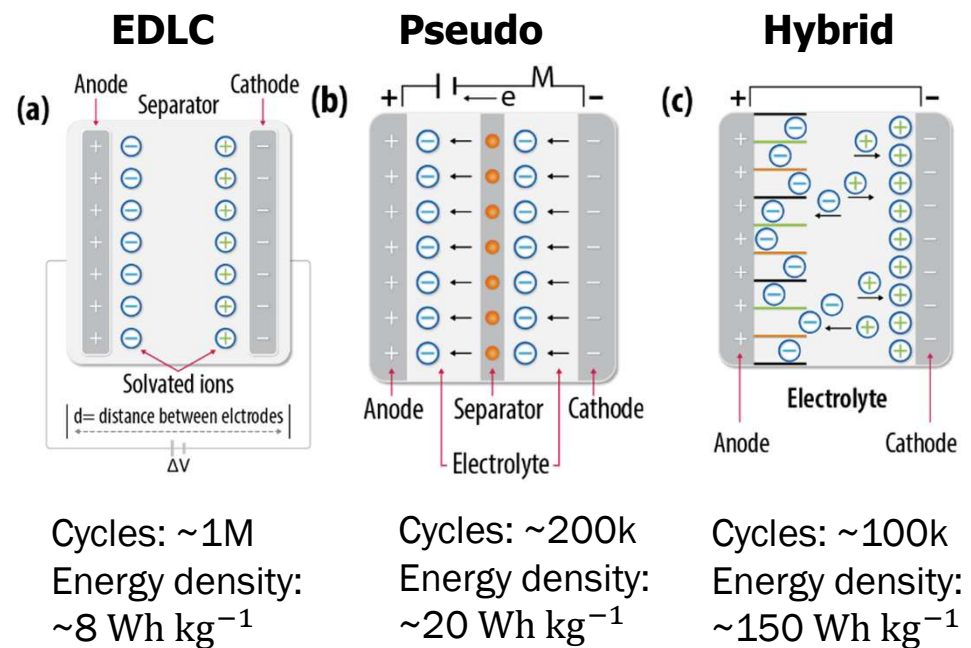 EDLC
Pseudo
Hybrid
(a)
Anode
Separator
Cathode
+ −
+ − + −
+ − + −
+ − + −
+ − + −
+ − + −
+ − + −
+ − + −
Solvated ions
d= distance between elctrodes
ΔV
(b)
+ e M −
+ − − −
+ − − −
+ − − −
+ − − −
+ − − −
+ − − −
+ − − −
Anode
Separator
Cathode
Electrolyte
(c)
+ −
Electrolyte
Anode
Cathode
Cycles: ~1M
Energy density:
~8 Wh kg⁻¹
Cycles: ~200k
Energy density:
~20 Wh kg⁻¹
Cycles: ~100k
Energy density:
~150 Wh kg⁻¹